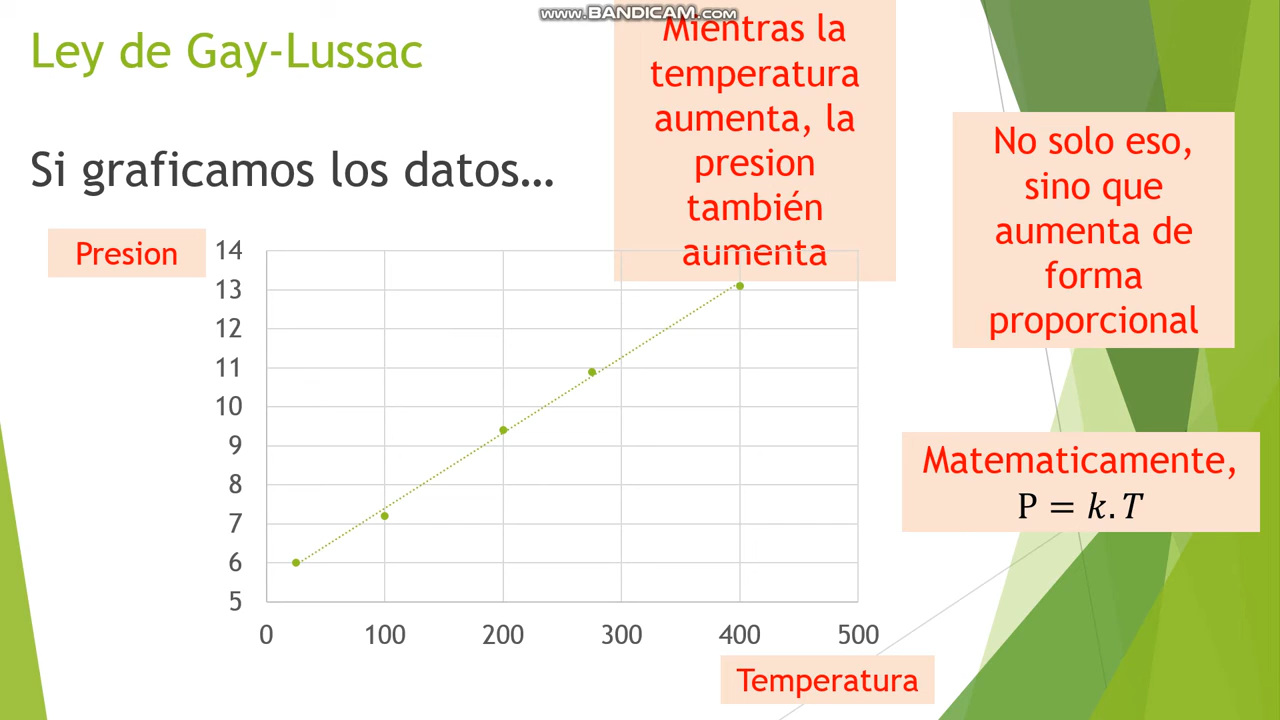 www.BANDICAM.com
Ley de Gay-Lussac
Mientras la
temperatura
aumenta, la
presion
también
aumenta
No solo eso,
sino que
aumenta de
forma
proporcional
Si graficamos los datos...
Presion
14
13
12
11
10
9
8
7
6
5
0 100 200 300 400 500
Temperatura
Matematicamente,
P = k.T